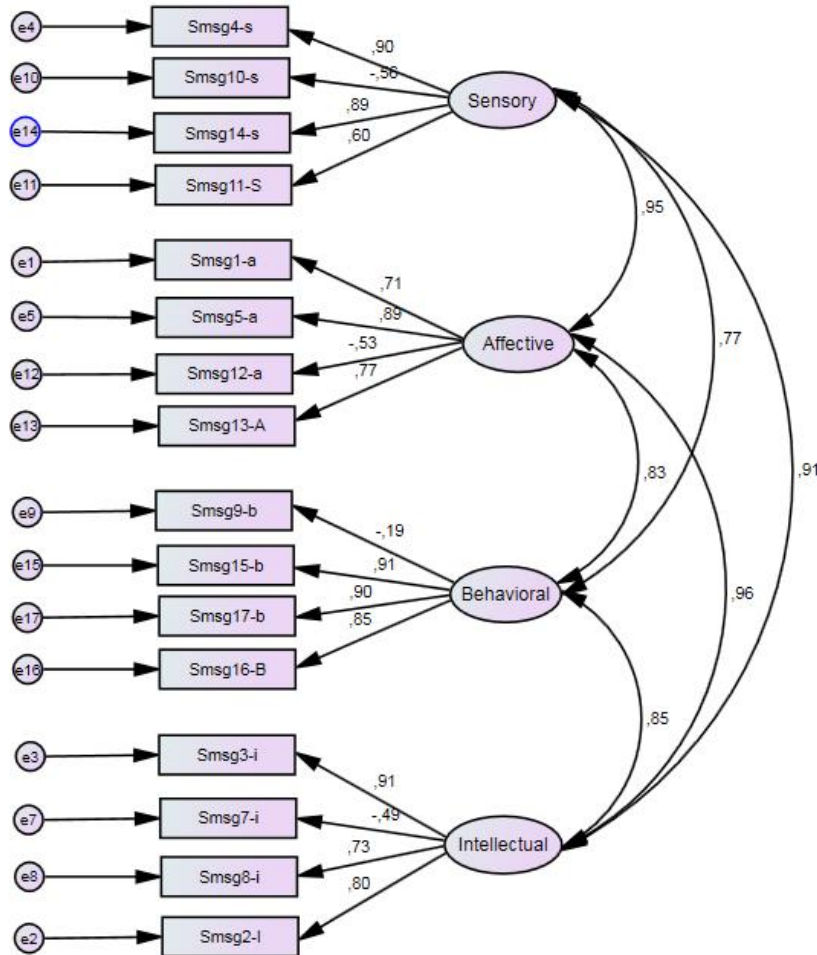 e4 Smsg4-s ,90
e10 Smsg10-s -,56
e14 Smsg14-s ,89
e11 Smsg11-S ,60
Sensory
,95
e1 Smsg1-a ,71
e5 Smsg5-a ,89
e12 Smsg12-a -,53
e13 Smsg13-A ,77
Affective
,77
,83
,91
e9 Smsg9-b -,19
e15 Smsg15-b ,91
e17 Smsg17-b ,90
e16 Smsg16-B ,85
Behavioral
,96
,85
e3 Smsg3-i ,91
e7 Smsg7-i -,49
e8 Smsg8-i ,73
e2 Smsg2-I ,80
Intellectual